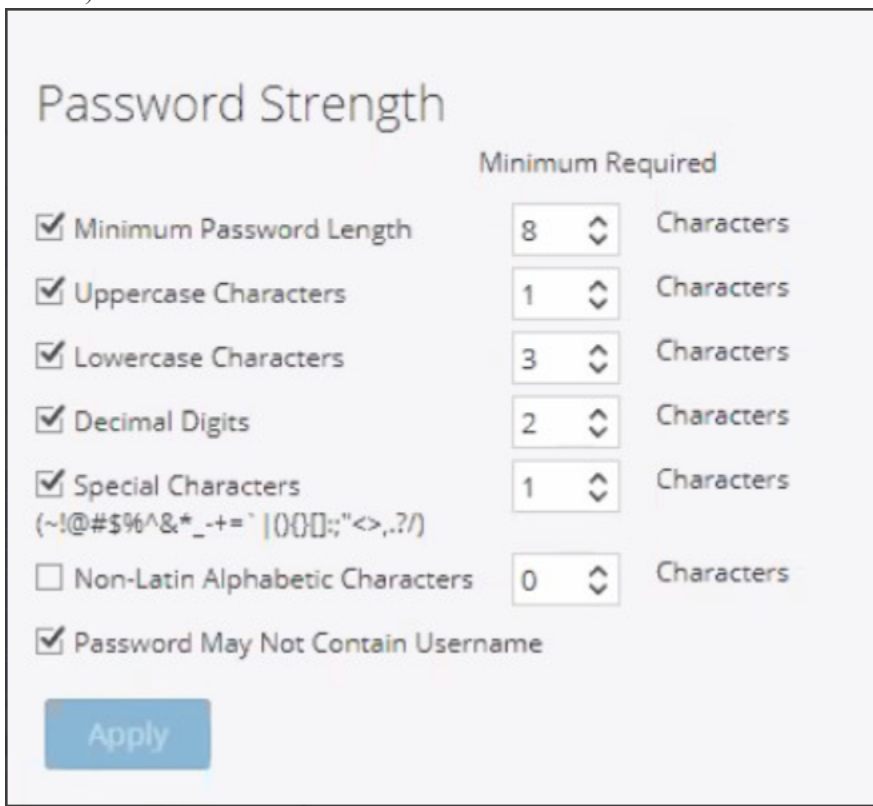 Password Strength
Minimum Required
Minimum Password Length 8 Characters
Uppercase Characters 1 Characters
Lowercase Characters 3 Characters
Decimal Digits 2 Characters
Special Characters 1 Characters
(~!@#$%^&*_-+=`|(){}[]:;"<>,.?/)
Non-Latin Alphabetic Characters 0 Characters
Password May Not Contain Username
Apply